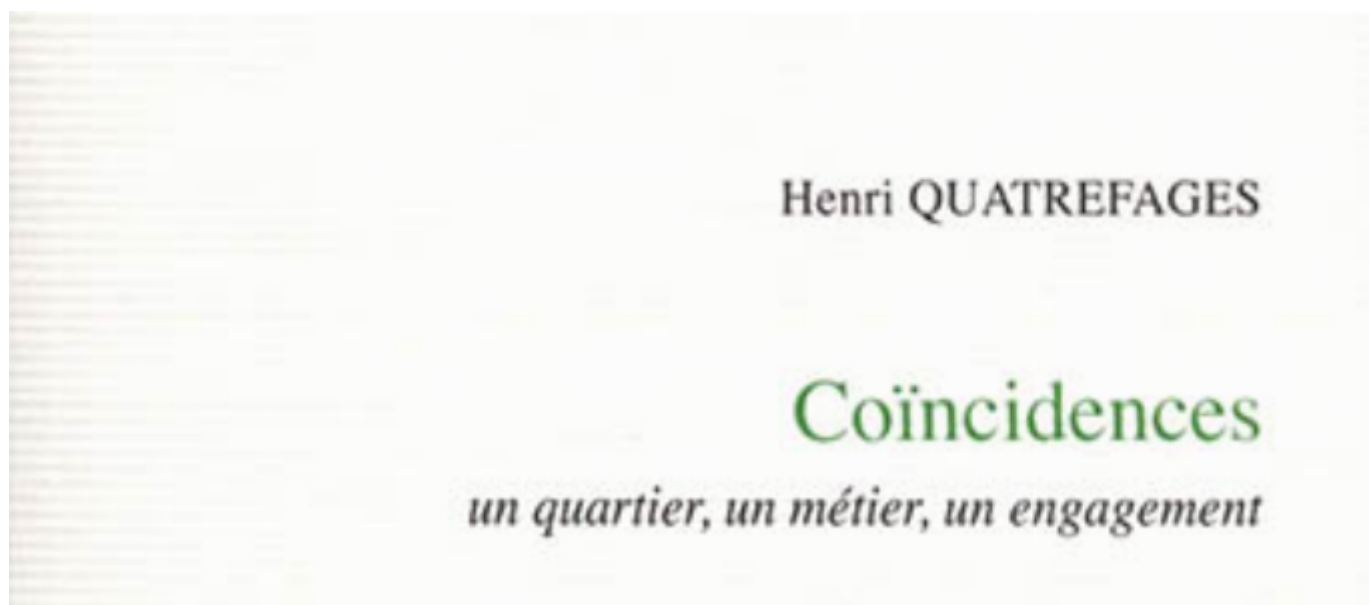 Henri QUATREFAGES
Coïncidences
un quartier, un métier, un engagement